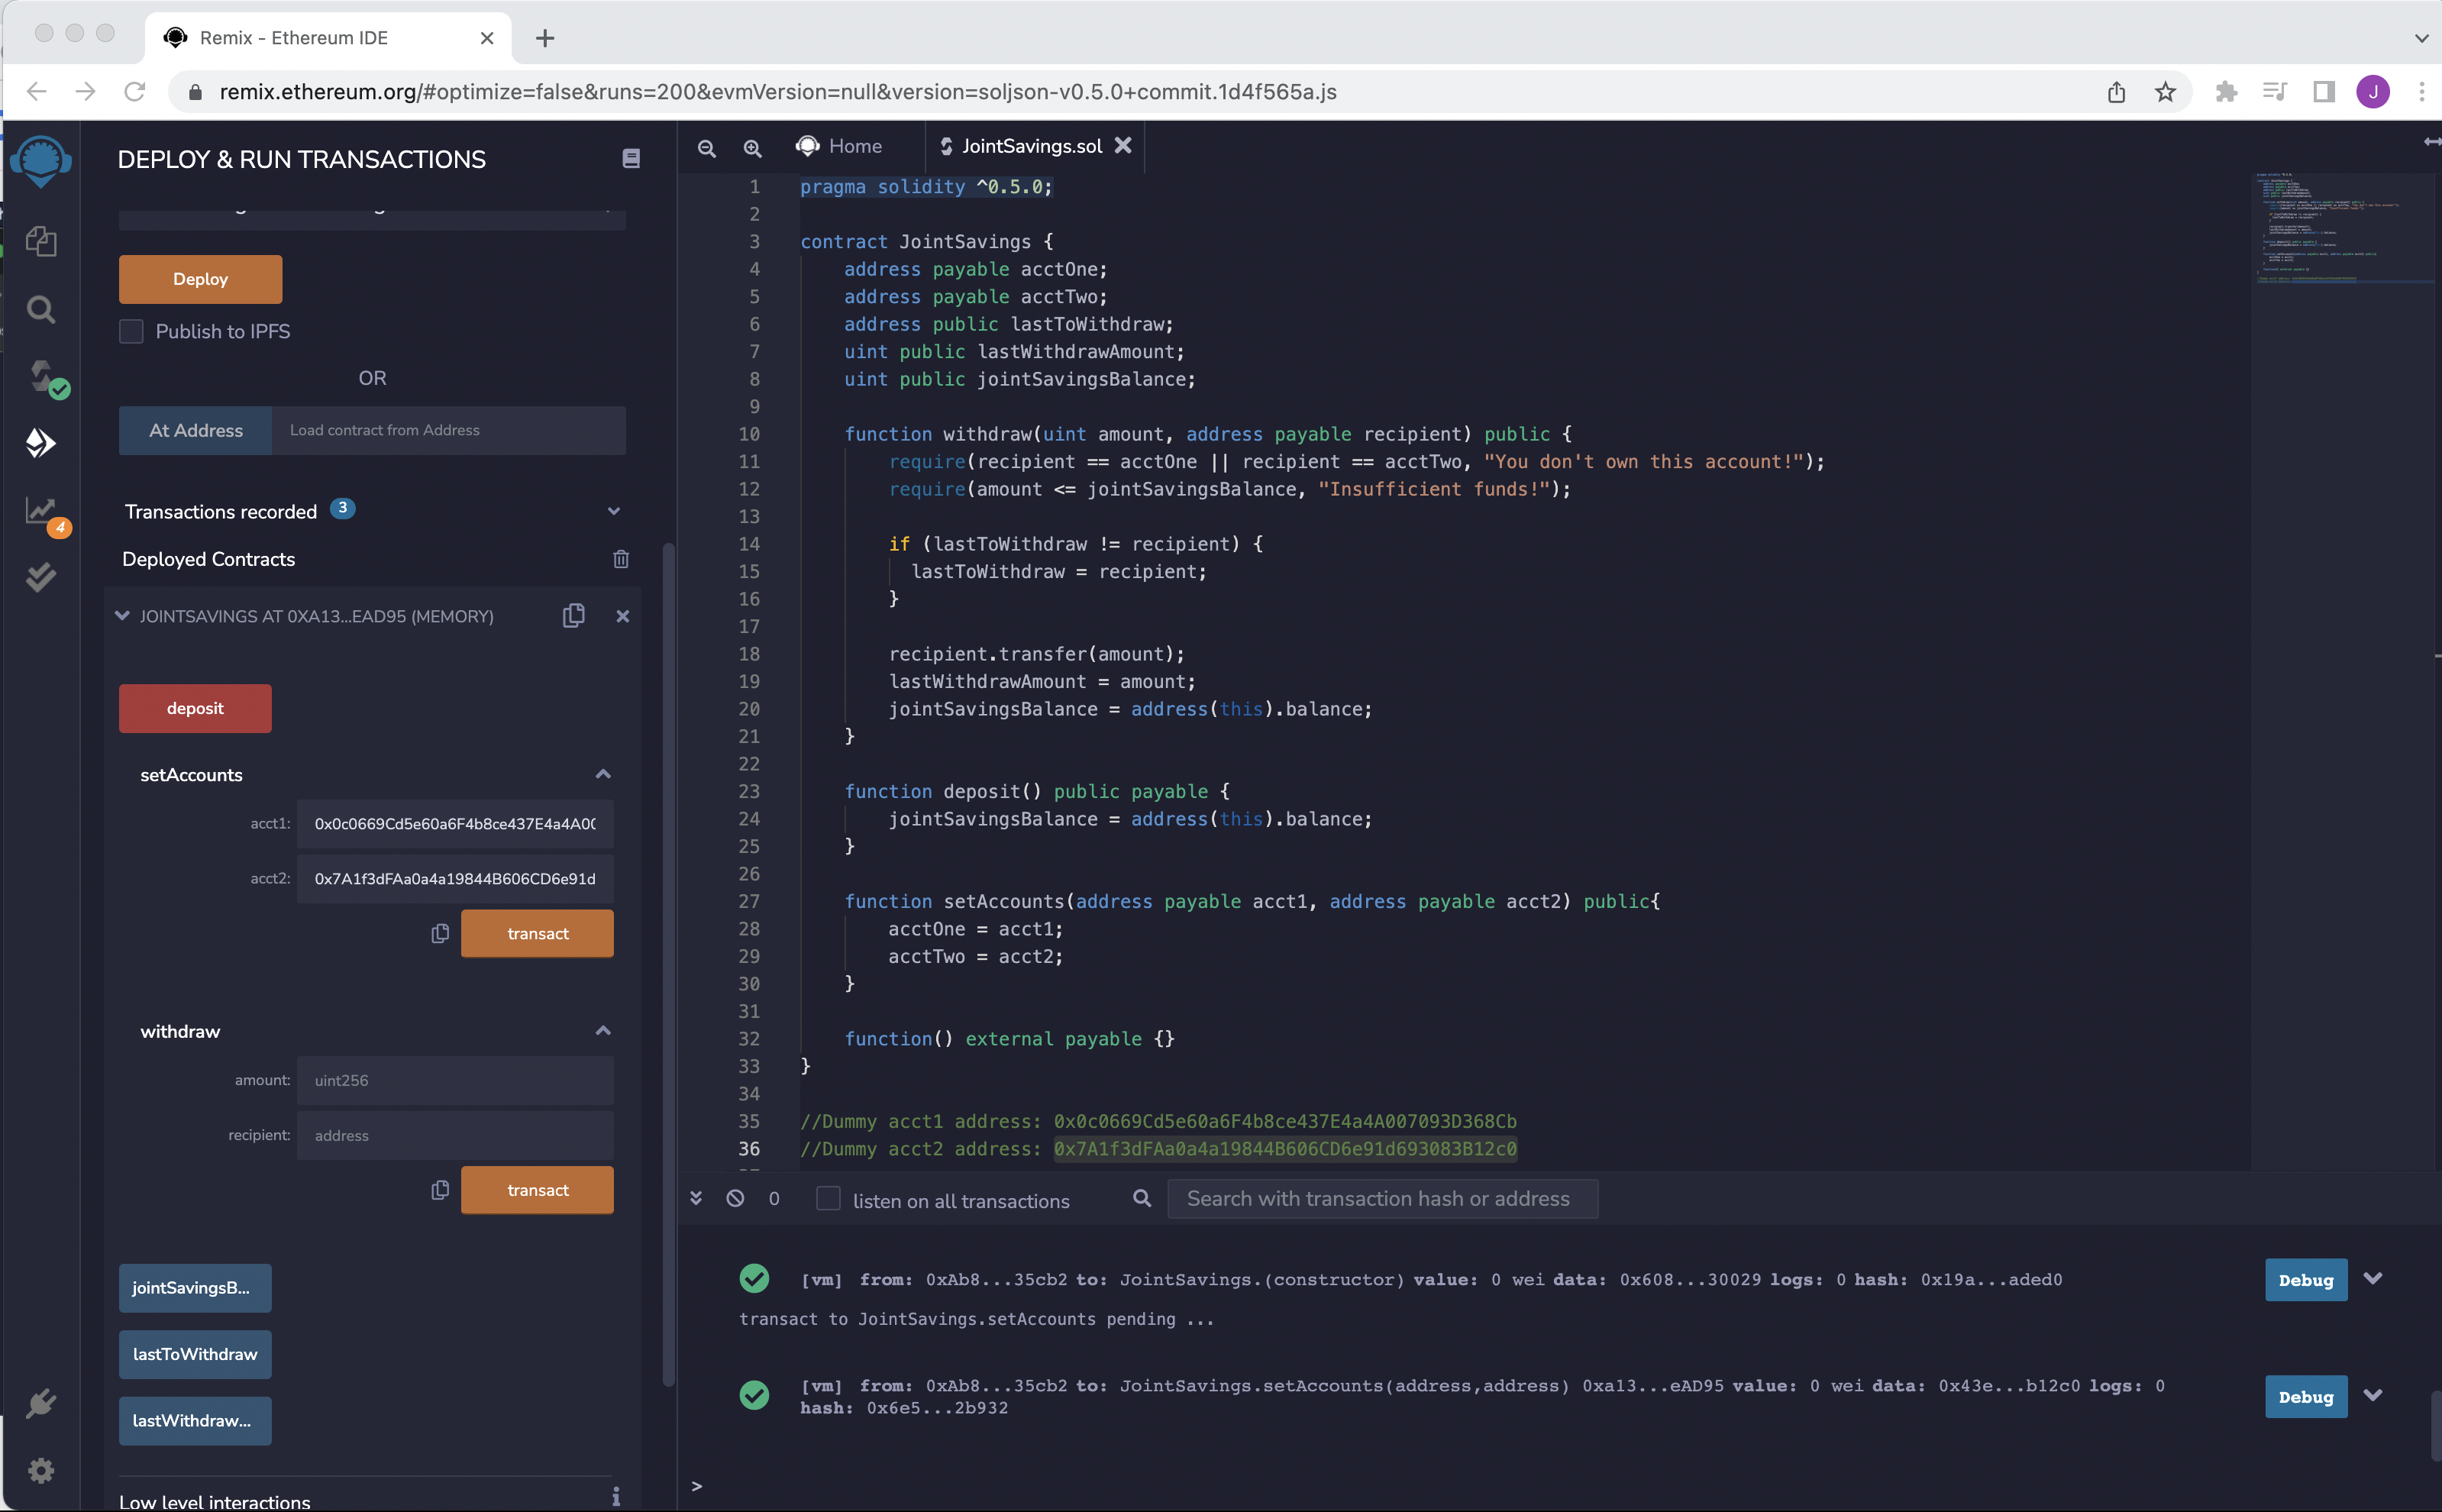 Remix - Ethereum IDE
remix.ethereum.org/#optimize=false&runs=200&evmVersion=null&version=soljson-v0.5.0+commit.1d4f565a.js
J
DEPLOY & RUN TRANSACTIONS
Deploy
Publish to IPFS
OR
At Address
Load contract from Address
4
Transactions recorded 3
Deployed Contracts
JOINTSAVINGS AT 0XA13...EAD95 (MEMORY)
deposit
setAccounts
acct1: 0x0c0669Cd5e60a6F4b8ce437E4a4A00
acct2: 0x7A1f3dFAa0a4a19844B606CD6e91d
transact
withdraw
amount: uint256
recipient: address
transact
jointSavingsB...
lastToWithdraw
lastWithdraw...
Low level interactions
i
Home
JointSavings.sol
1 pragma solidity ^0.5.0;
2
3 contract JointSavings {
4 address payable acctOne;
5 address payable acctTwo;
6 address public lastToWithdraw;
7 uint public lastWithdrawAmount;
8 uint public jointSavingsBalance;
9
10 function withdraw(uint amount, address payable recipient) public {
11 require(recipient == acctOne || recipient == acctTwo, "You don't own this account!");
12 require(amount <= jointSavingsBalance, "Insufficient funds!");
13
14 if (lastToWithdraw != recipient) {
15 lastToWithdraw = recipient;
16 }
17
18 recipient.transfer(amount);
19 lastWithdrawAmount = amount;
20 jointSavingsBalance = address(this).balance;
21 }
22
23 function deposit() public payable {
24 jointSavingsBalance = address(this).balance;
25 }
26
27 function setAccounts(address payable acct1, address payable acct2) public{
28 acctOne = acct1;
29 acctTwo = acct2;
30 }
31
32 function() external payable {}
33 }
34
35 //Dummy acct1 address: 0x0c0669Cd5e60a6F4b8ce437E4a4A007093D368Cb
36 //Dummy acct2 address: 0x7A1f3dFAa0a4a19844B606CD6e91d693083B12c0
0
listen on all transactions
Search with transaction hash or address
[vm] from: 0xAb8...35cb2 to: JointSavings.(constructor) value: 0 wei data: 0x608...30029 logs: 0 hash: 0x19a...aded0
Debug
transact to JointSavings.setAccounts pending ...
[vm] from: 0xAb8...35cb2 to: JointSavings.setAccounts(address,address) 0xa13...eAD95 value: 0 wei data: 0x43e...b12c0 logs: 0
hash: 0x6e5...2b932
Debug
>